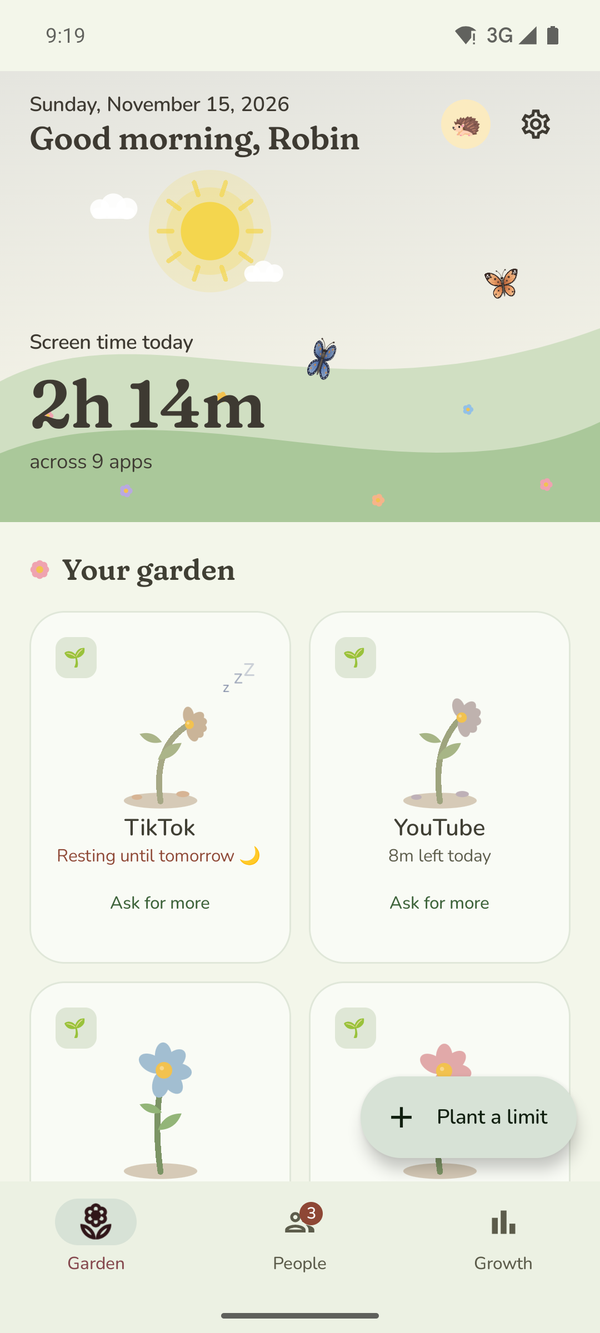 9:19
3G
Sunday, November 15, 2026
Good morning, Robin
Screen time today
2h 14m
across 9 apps
Your garden
z z Z
TikTok
Resting until tomorrow 🌙
Ask for more
YouTube
8m left today
Ask for more
+ Plant a limit
3
Garden
People
Growth